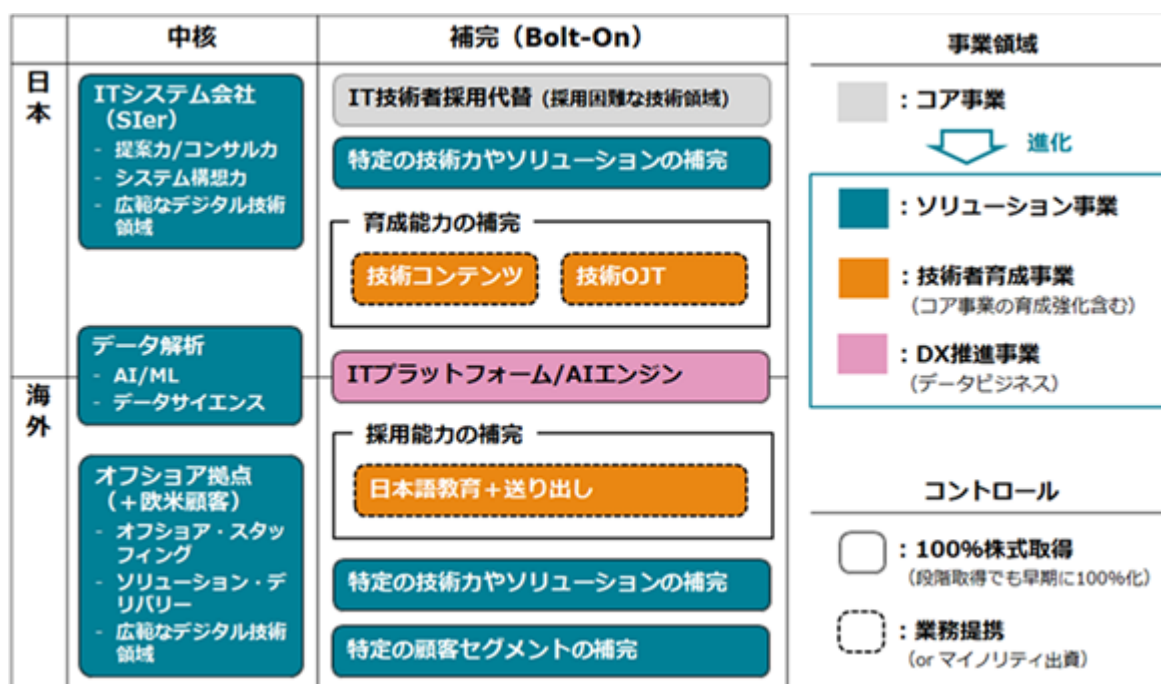 中核
補完（Bolt-On）
日本
ITシステム会社
（SIer）
- 提案力/コンサルカ
- システム構想力
- 広範なデジタル技術
領域
IT技術者採用代替（採用困難な技術領域）
特定の技術力やソリューションの補完
育成能力の補完
技術コンテンツ
技術OJT
データ解析
- AI/ML
- データサイエンス
ITプラットフォーム/AIエンジン
海外
オフショア拠点
（＋欧米顧客）
- オフショア・スタッ
フィング
- ソリューション・デ
リバリー
- 広範なデジタル技術
領域
採用能力の補完
日本語教育＋送り出し
特定の技術力やソリューションの補完
特定の顧客セグメントの補完
事業領域
：コア事業
進化
：ソリューション事業
：技術者育成事業
（コア事業の育成強化含む）
：DX推進事業
（データビジネス）
コントロール
：100%株式取得
（段階取得でも早期に100%化）
：業務提携
（or マイノリティ出資）